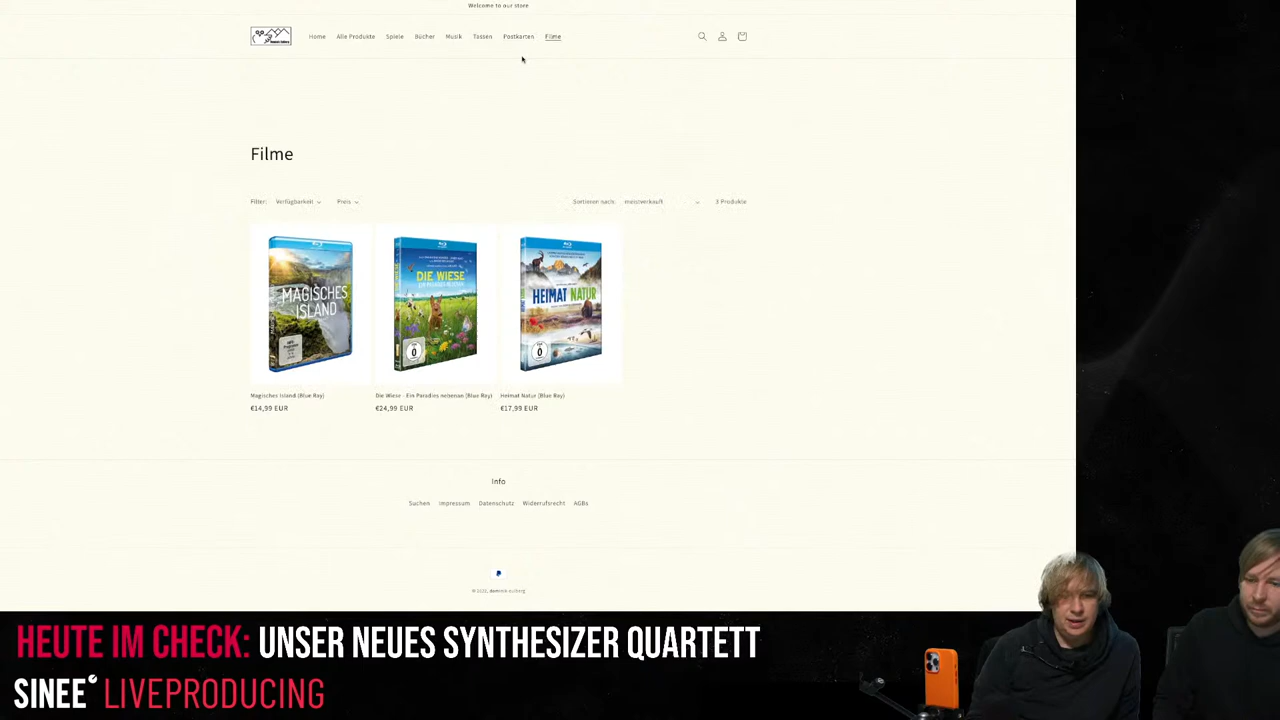 Welcome to our store
Home Alle Produkte Spiele Bücher Musik Tassen Postkarten Filme
Filme
Filter: Verfügbarkeit Preis Sortieren nach: meistverkauft 3 Produkte
MAGISCHES ISLAND
DIE WIESE
HEIMAT NATUR
Magisches Island (Blue Ray) Die Wiese - Ein Paradies nebenan (Blue Ray) Heimat Natur (Blue Ray)
€14,99 EUR €24,99 EUR €17,99 EUR
Info
Suchen Impressum Datenschutz Widerrufsrecht AGBs
HEUTE IM CHECK: UNSER NEUES SYNTHESIZER QUARTETT
SINEE LIVEPRODUCING